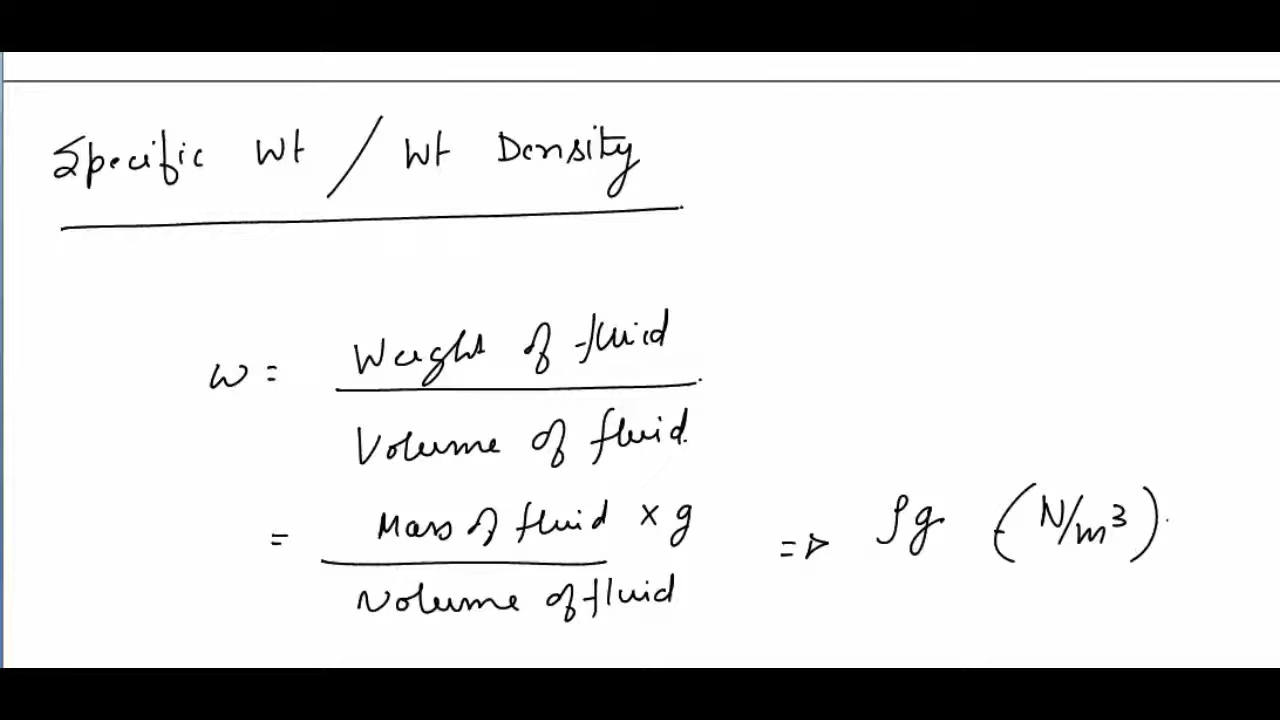 Specific Wt / Wt Density
w = Weight of fluid
Volume of fluid
= Mass of fluid × g => ρg (N/m³)
Volume of fluid